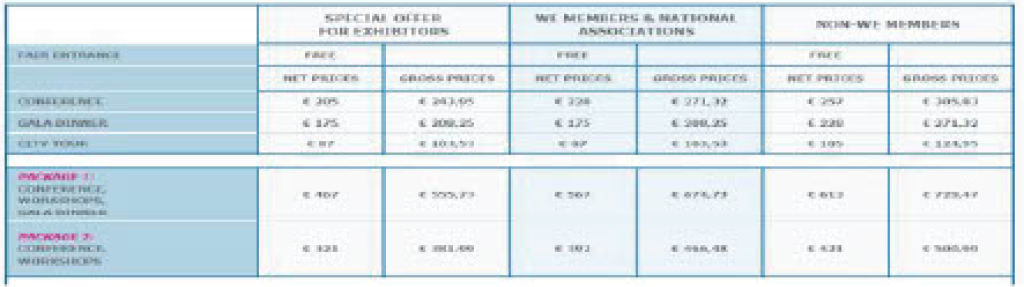 SPECIAL OFFER
FOR EXHIBITORS
WE MEMBERS & NATIONAL
ASSOCIATIONS
NON-WE MEMBERS
FAIR ENTRANCE FREE FREE FREE
NET PRICES GROSS PRICES NET PRICES GROSS PRICES NET PRICES GROSS PRICES
CONFERENCE € 205 € 243,95 € 228 € 271,32 € 257 € 305,83
GALA DINNER € 175 € 208,25 € 175 € 208,25 € 228 € 271,32
CITY TOUR € 87 € 103,53 € 87 € 103,53 € 105 € 124,95
PACKAGE 1:
CONFERENCE,
WORKSHOPS,
GALA DINNER
€ 467 € 555,73 € 567 € 674,73 € 613 € 729,47
PACKAGE 2:
CONFERENCE,
WORKSHOPS
€ 321 € 381,99 € 392 € 466,48 € 421